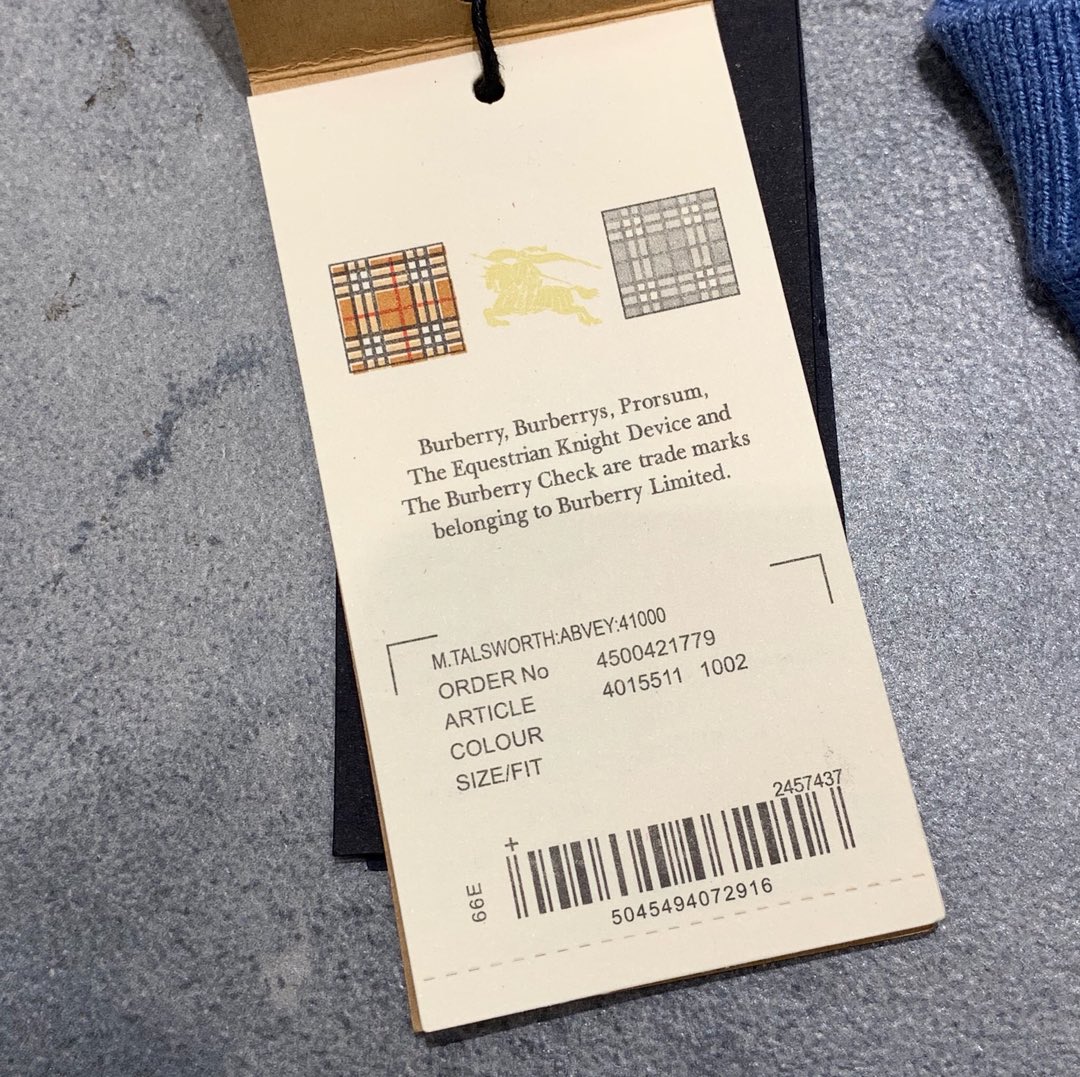 Burberry, Burberrys, Prorsum,
The Equestrian Knight Device and
The Burberry Check are trade marks
belonging to Burberry Limited.
M.TALSWORTH:ABVEY:41000
ORDER No 4500421779
ARTICLE 4015511 1002
COLOUR
SIZE/FIT
2457437
+
66E
5045494072916